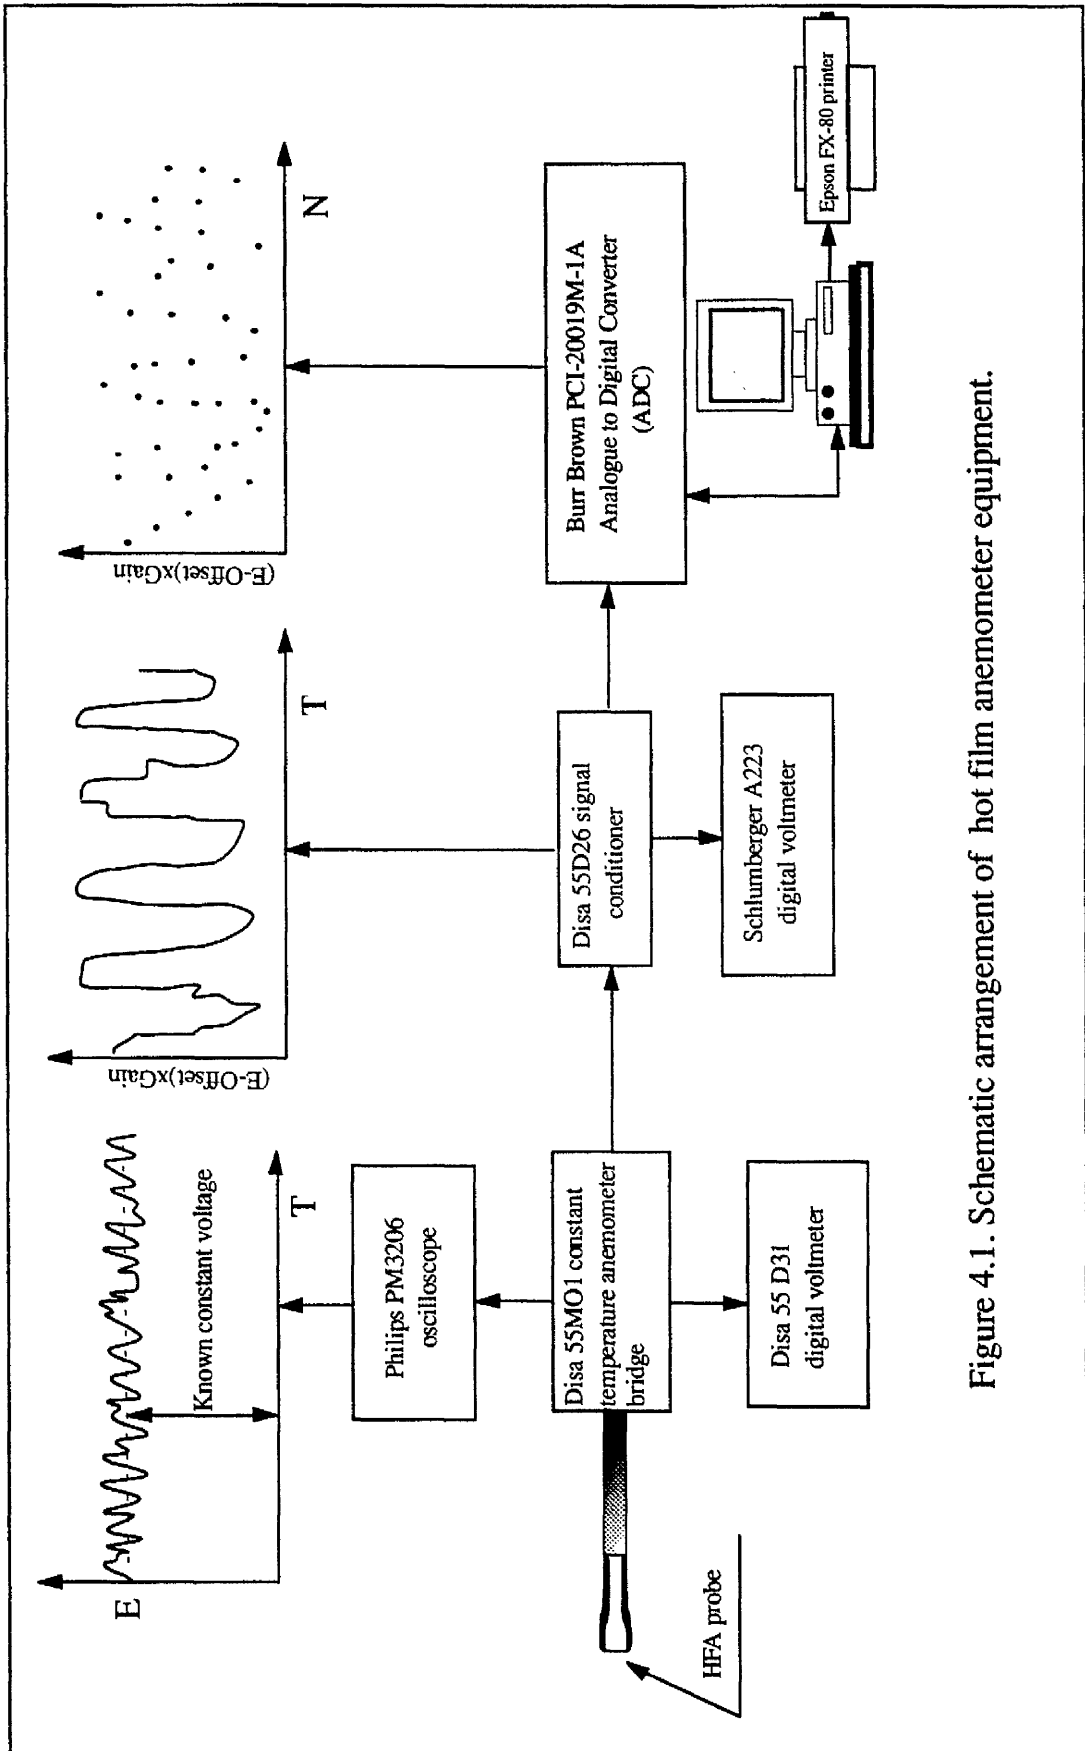 E
Known constant voltage
T
(E-Offset)xGain
T
(E-Offset)xGain
N
Philips PM3206
oscilloscope
Disa 55MO1 constant
temperature anemometer
bridge
Disa 55D26 signal
conditioner
Burr Brown PCI-20019M-1A
Analogue to Digital Converter
(ADC)
HFA probe
Disa 55 D31
digital voltmeter
Schlumberger A223
digital voltmeter
Epson FX-80 printer
Figure 4.1. Schematic arrangement of hot film anemometer equipment.